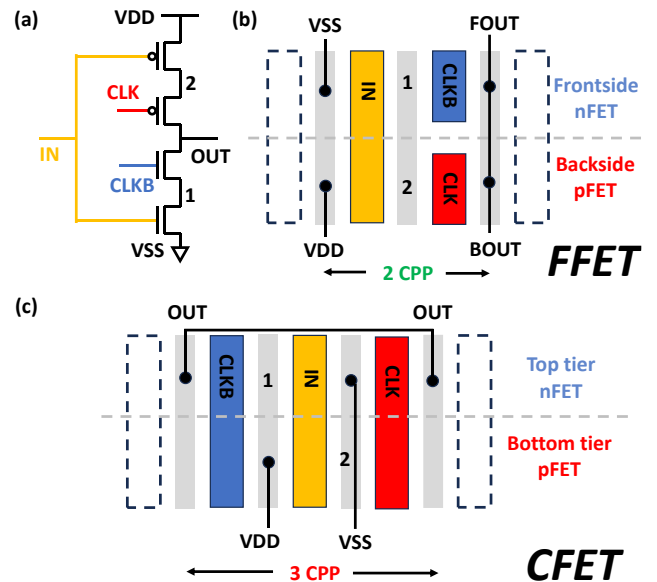 (a)
VDD
2
CLK
IN
OUT
CLKB
1
VSS
(b)
VSS
FOUT
IN
1
CLKB
Frontside
nFET
2
CLK
Backside
pFET
VDD
BOUT
2 CPP
FFET
(c)
OUT
OUT
CLKB
1
IN
CLK
Top tier
nFET
2
Bottom tier
pFET
VDD
VSS
3 CPP
CFET